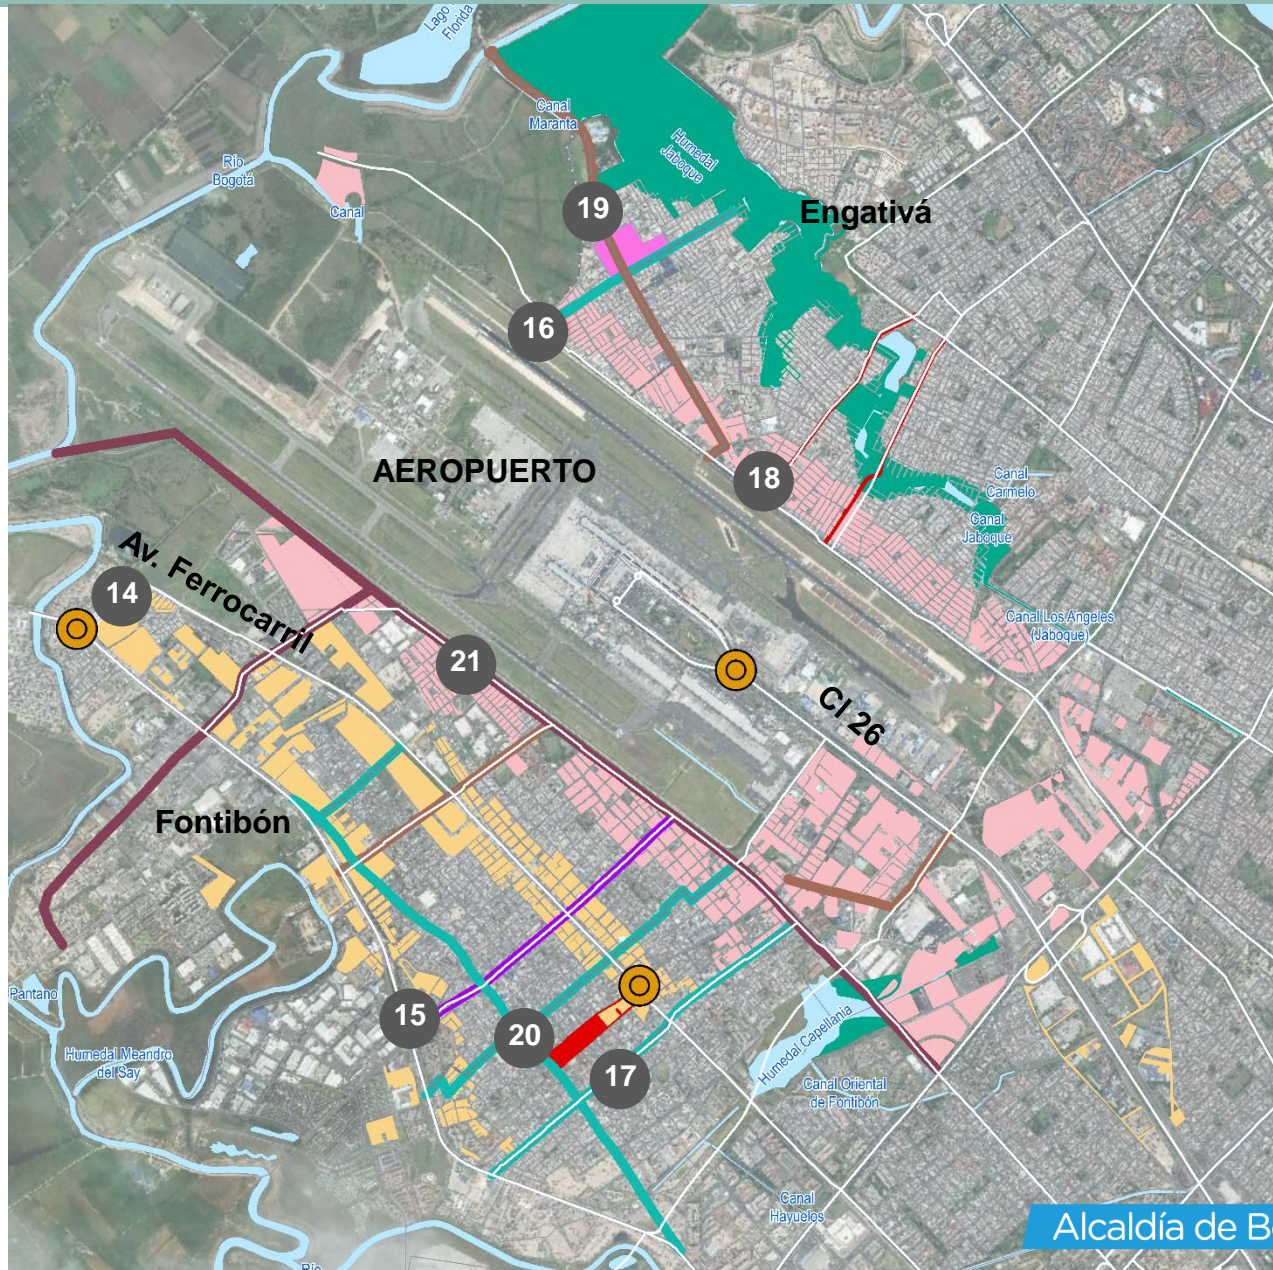 Lago
Florida
Canal
Maranta
Humedal
Jaboque
Río
Bogotá
Canal
19
Engativá
16
AEROPUERTO
18
Canal
Carmelo
Canal
Jaboque
Av. Ferrocarril
14
Canal Los Angeles
(Jaboque)
21
Cl 26
Fontibón
Pantano
15
20
Humedal Capellanía
Humedal Meandro
del Say
17
Canal Oriental
de Fontibón
Canal
Hayuelos
Alcaldía de B
Río